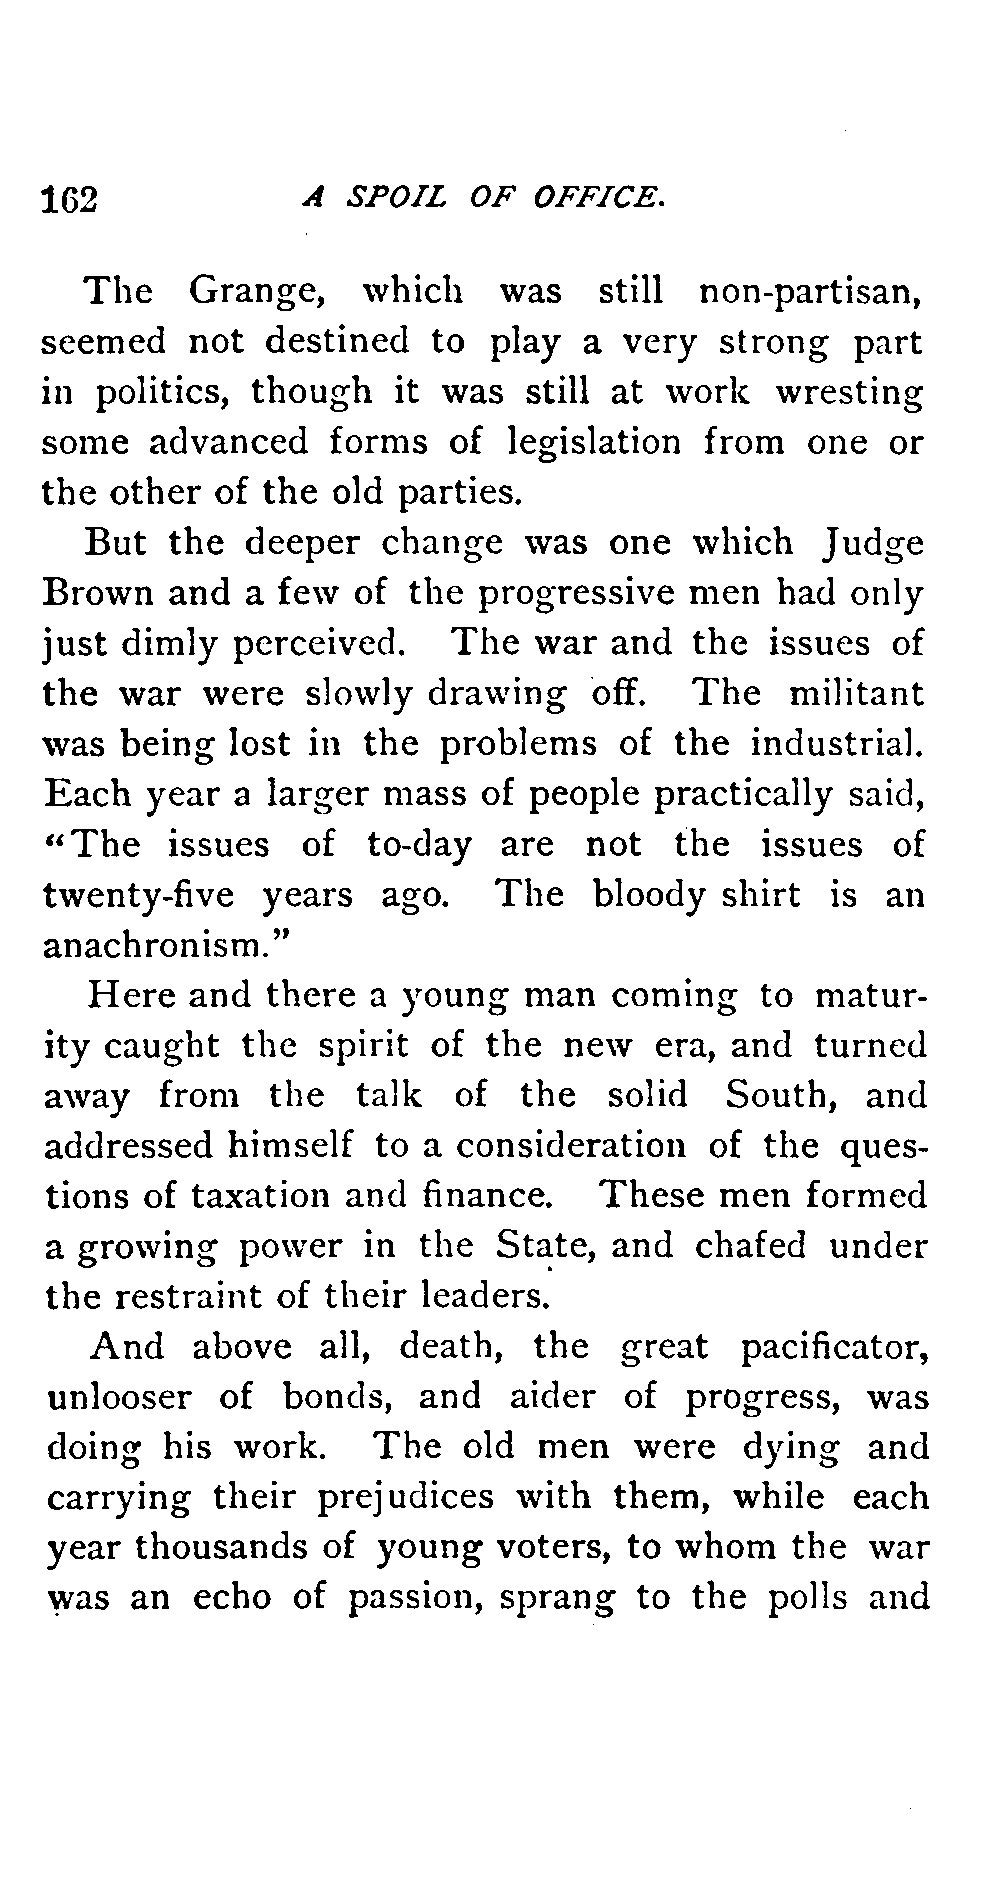 162 A SPOIL OF OFFICE.
The Grange, which was still non-partisan,
seemed not destined to play a very strong part
in politics, though it was still at work wresting
some advanced forms of legislation from one or
the other of the old parties.
But the deeper change was one which Judge
Brown and a few of the progressive men had only
just dimly perceived. The war and the issues of
the war were slowly drawing off. The militant
was being lost in the problems of the industrial.
Each year a larger mass of people practically said,
“The issues of to-day are not the issues of
twenty-five years ago. The bloody shirt is an
anachronism.”
Here and there a young man coming to matur-
ity caught the spirit of the new era, and turned
away from the talk of the solid South, and
addressed himself to a consideration of the ques-
tions of taxation and finance. These men formed
a growing power in the State, and chafed under
the restraint of their leaders.
And above all, death, the great pacificator,
unlooser of bonds, and aider of progress, was
doing his work. The old men were dying and
carrying their prejudices with them, while each
year thousands of young voters, to whom the war
was an echo of passion, sprang to the polls and